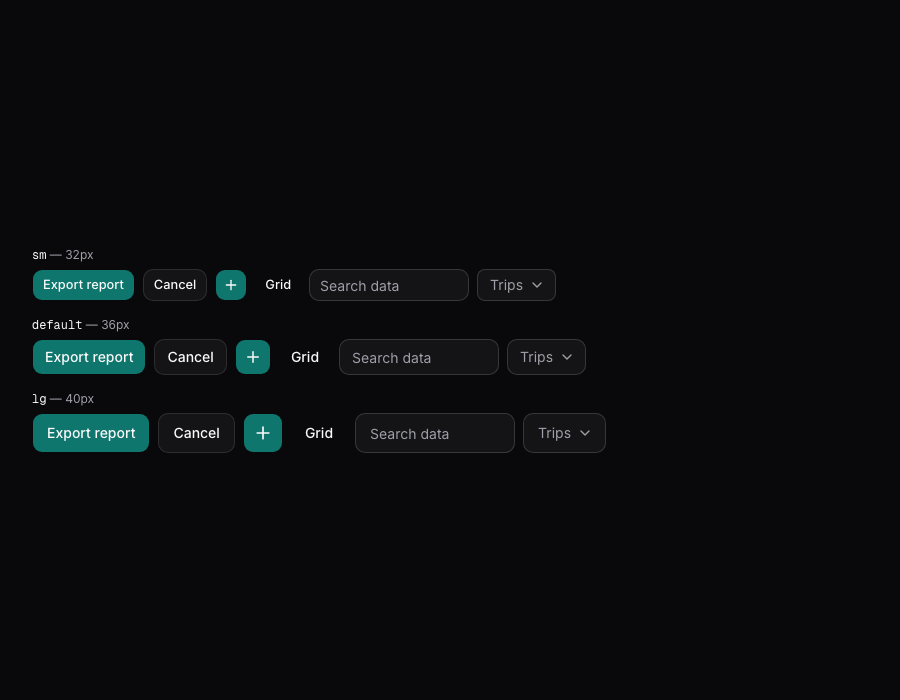 sm — 32px
Export report Cancel + Grid Search data Trips
default — 36px
Export report Cancel + Grid Search data Trips
lg — 40px
Export report Cancel + Grid Search data Trips